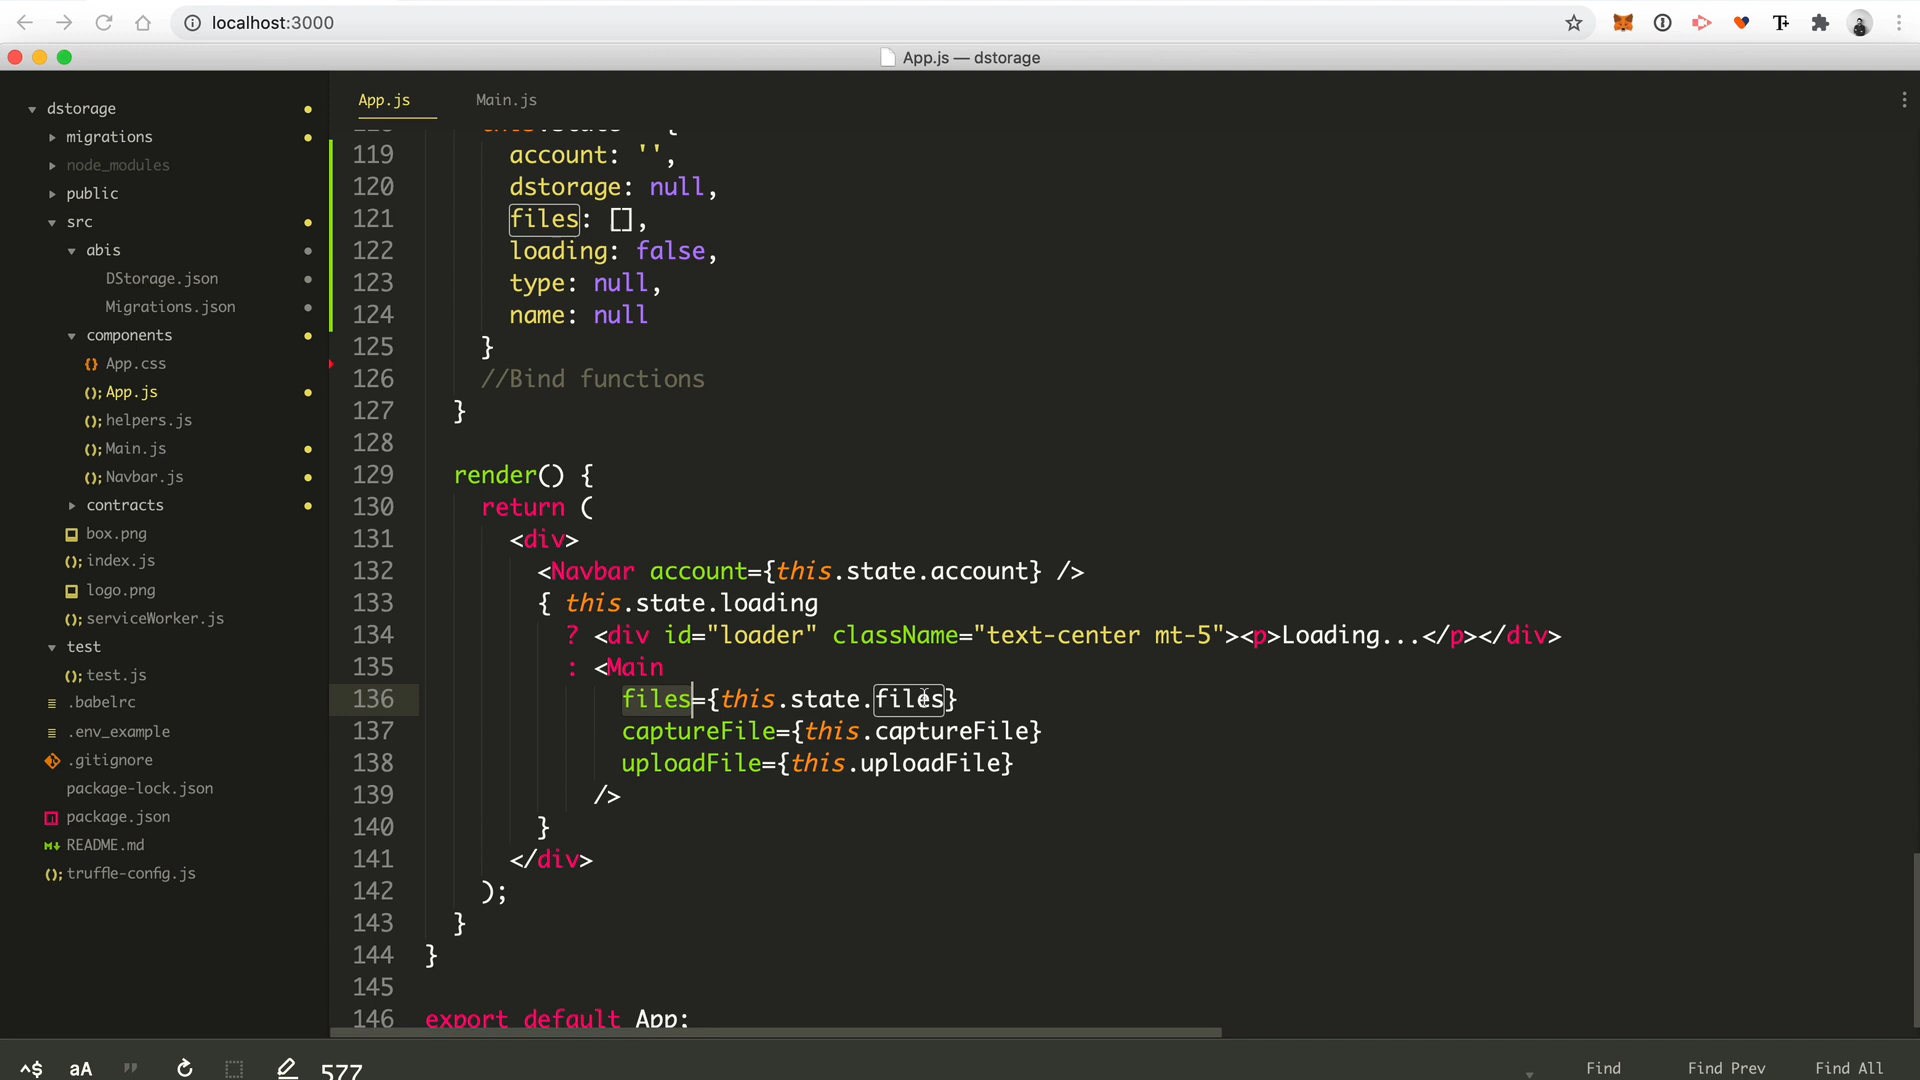 localhost:3000
App.js — dstorage
dstorage
migrations
node_modules
public
src
abis
DStorage.json
Migrations.json
components
App.css
App.js
helpers.js
Main.js
Navbar.js
contracts
box.png
index.js
logo.png
serviceWorker.js
test
test.js
.babelrc
.env_example
.gitignore
package-lock.json
package.json
README.md
truffle-config.js
App.js
Main.js
119 account: '',
120 dstorage: null,
121 files: [],
122 loading: false,
123 type: null,
124 name: null
125 }
126 //Bind functions
127 }
128
129 render() {
130 return (
131 <div>
132 <Navbar account={this.state.account} />
133 { this.state.loading
134 ? <div id="loader" className="text-center mt-5"><p>Loading...</p></div>
135 : <Main
136 files={this.state.files}
137 captureFile={this.captureFile}
138 uploadFile={this.uploadFile}
139 />
140 }
141 </div>
142 );
143 }
144 }
145
146 export default App;
^$ aA " 577
Find Find Prev Find All